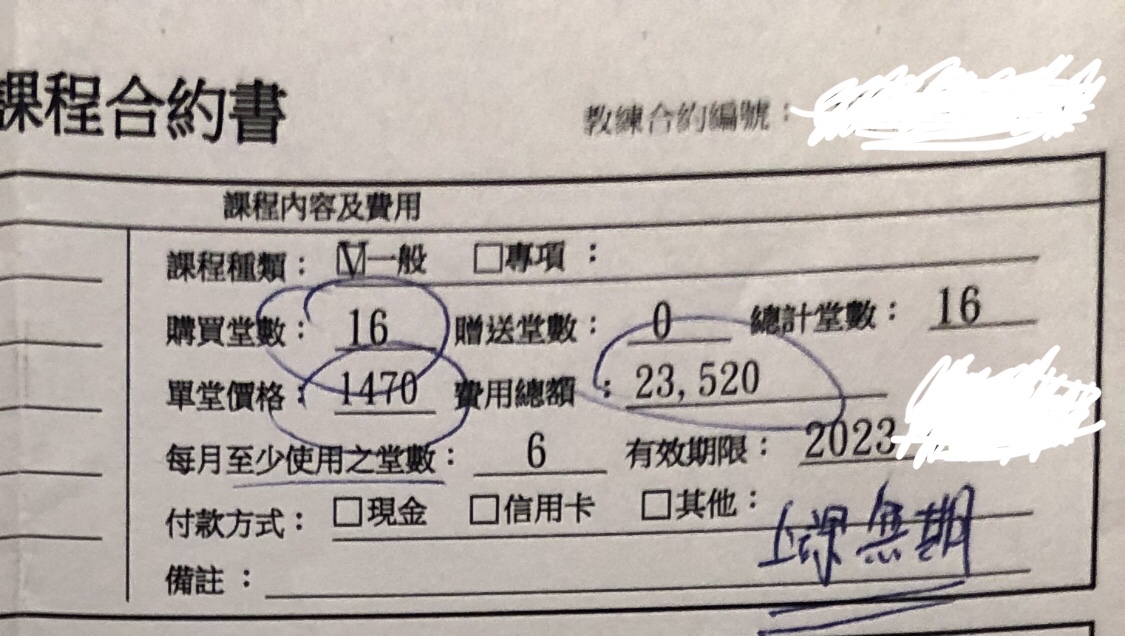 課程合約書
教練合約編號：
課程內容及費用
課程種類： ☑一般 □專項：
購買堂數： 16 贈送堂數： 0 總計堂數： 16
單堂價格： 1470 費用總額： 23,520
每月至少使用之堂數： 6 有效期限： 2023
付款方式： □現金 □信用卡 □其他：
上課無期
備註：